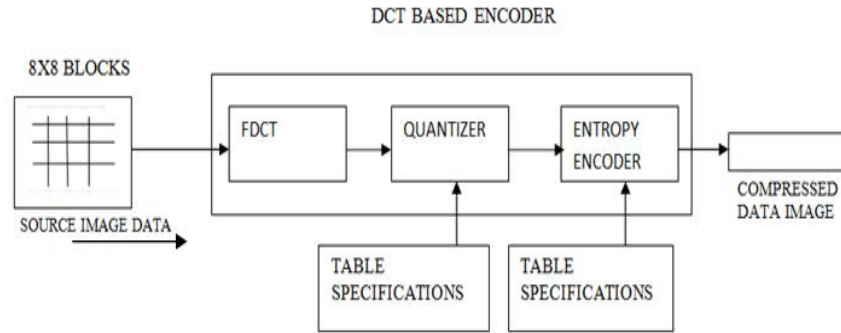 DCT BASED ENCODER
8X8 BLOCKS
FDCT
QUANTIZER
ENTROPY
ENCODER
SOURCE IMAGE DATA
COMPRESSED
DATA IMAGE
TABLE
SPECIFICATIONS
TABLE
SPECIFICATIONS